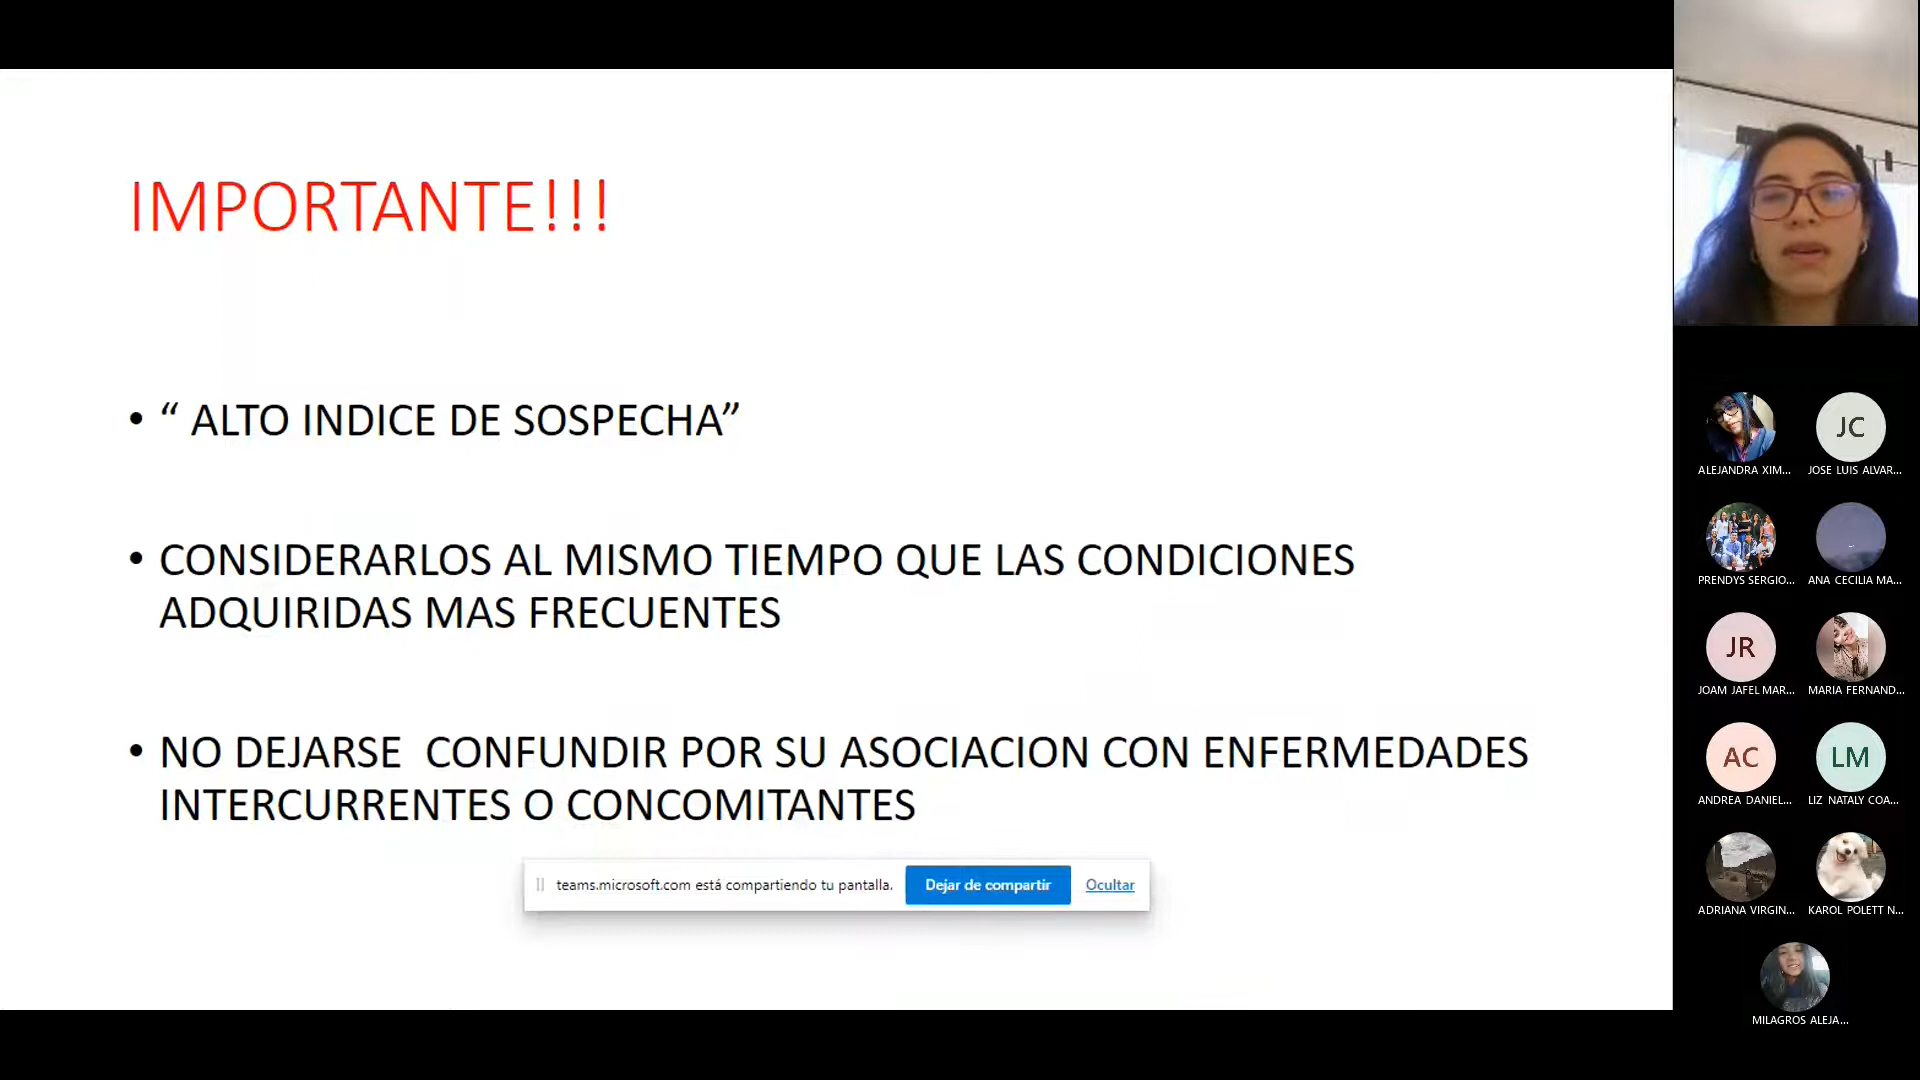 IMPORTANTE!!!
• “ ALTO INDICE DE SOSPECHA”
• CONSIDERARLOS AL MISMO TIEMPO QUE LAS CONDICIONES
ADQUIRIDAS MAS FRECUENTES
• NO DEJARSE  CONFUNDIR POR SU ASOCIACION CON ENFERMEDADES
INTERCURRENTES O CONCOMITANTES
teams.microsoft.com está compartiendo tu pantalla. Dejar de compartir Ocultar
JC
ALEJANDRA XIM... JOSE LUIS ALVAR...
PRENDYS SERGIO... ANA CECILIA MA...
JR
JOAM JAFEL MAR... MARIA FERNAND...
AC LM
ANDREA DANIEL... LIZ NATALY COA...
ADRIANA VIRGIN... KAROL POLETT N...
MILAGROS ALEJA...